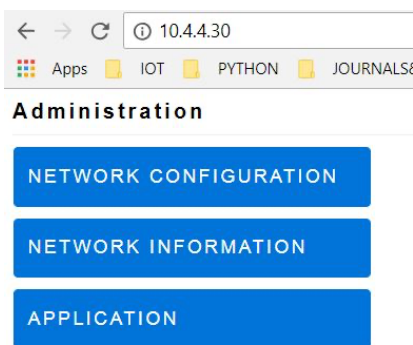 10.4.4.30
Apps IOT PYTHON JOURNALS&
Administration
NETWORK CONFIGURATION
NETWORK INFORMATION
APPLICATION